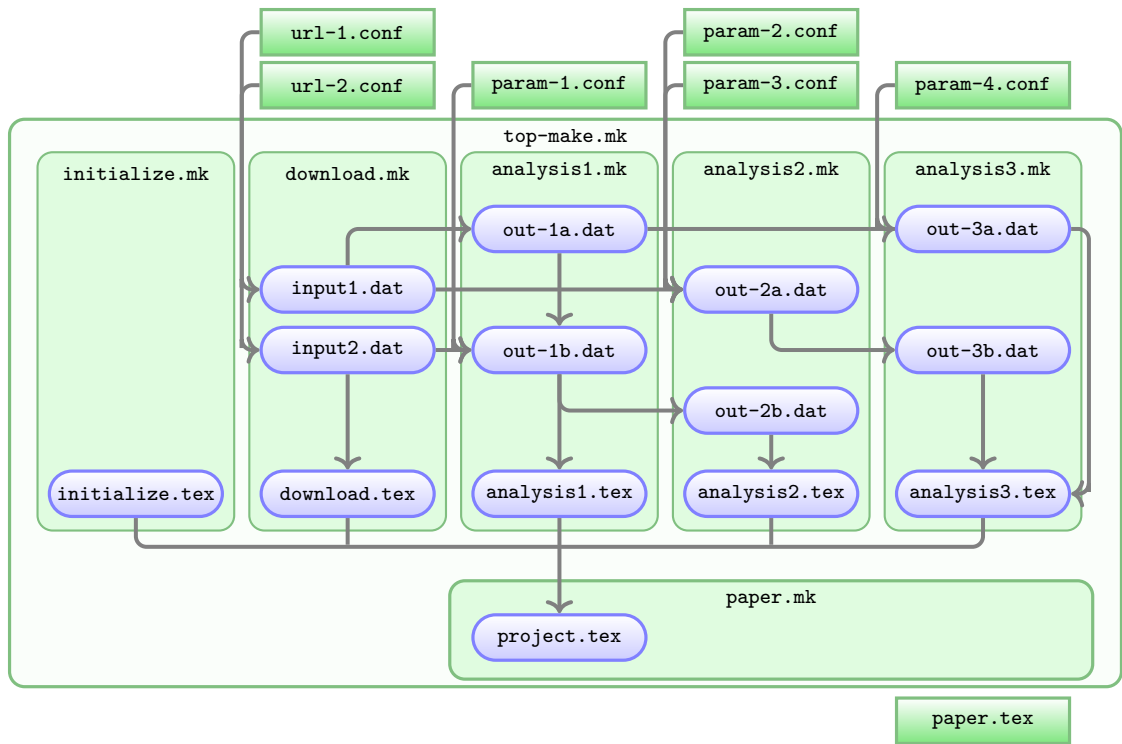 url-1.conf
param-2.conf
url-2.conf
param-1.conf
param-3.conf
param-4.conf
top-make.mk
initialize.mk
download.mk
analysis1.mk
analysis2.mk
analysis3.mk
out-1a.dat
out-3a.dat
input1.dat
out-2a.dat
input2.dat
out-1b.dat
out-3b.dat
out-2b.dat
initialize.tex
download.tex
analysis1.tex
analysis2.tex
analysis3.tex
paper.mk
project.tex
paper.tex